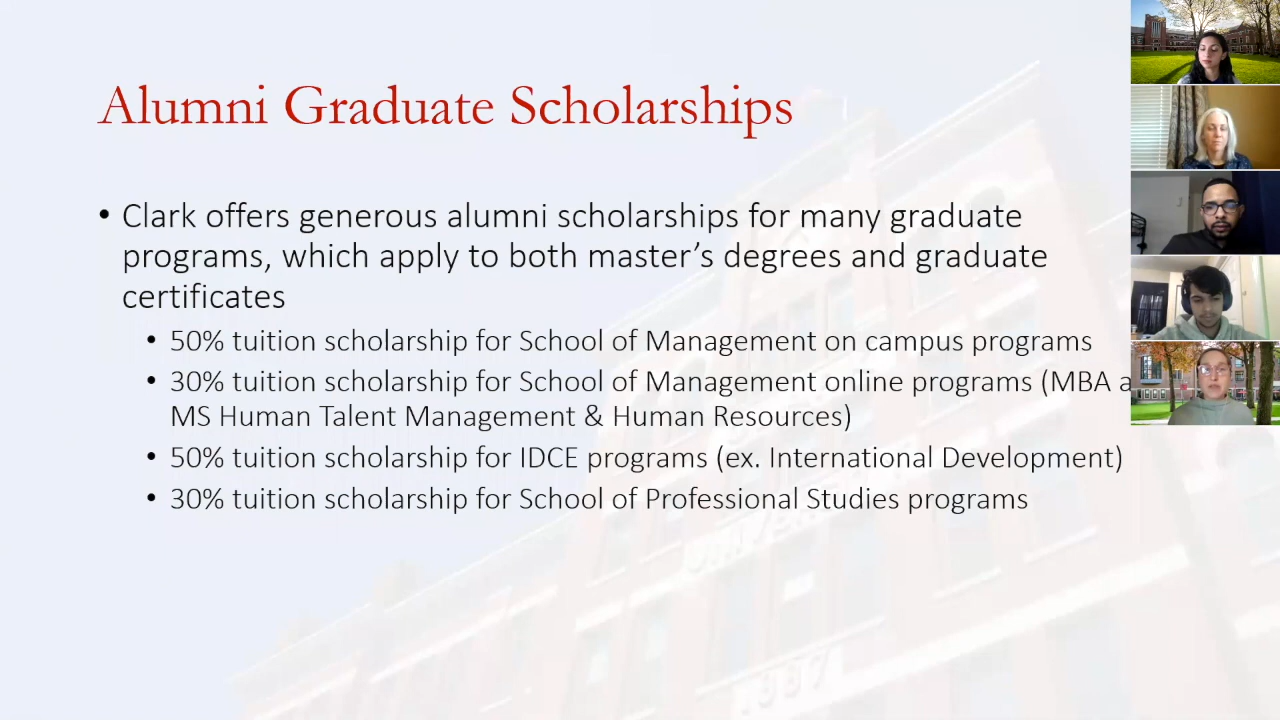 Alumni Graduate Scholarships
• Clark offers generous alumni scholarships for many graduate
programs, which apply to both master’s degrees and graduate
certificates
• 50% tuition scholarship for School of Management on campus programs
• 30% tuition scholarship for School of Management online programs (MBA
MS Human Talent Management & Human Resources)
• 50% tuition scholarship for IDCE programs (ex. International Development)
• 30% tuition scholarship for School of Professional Studies programs